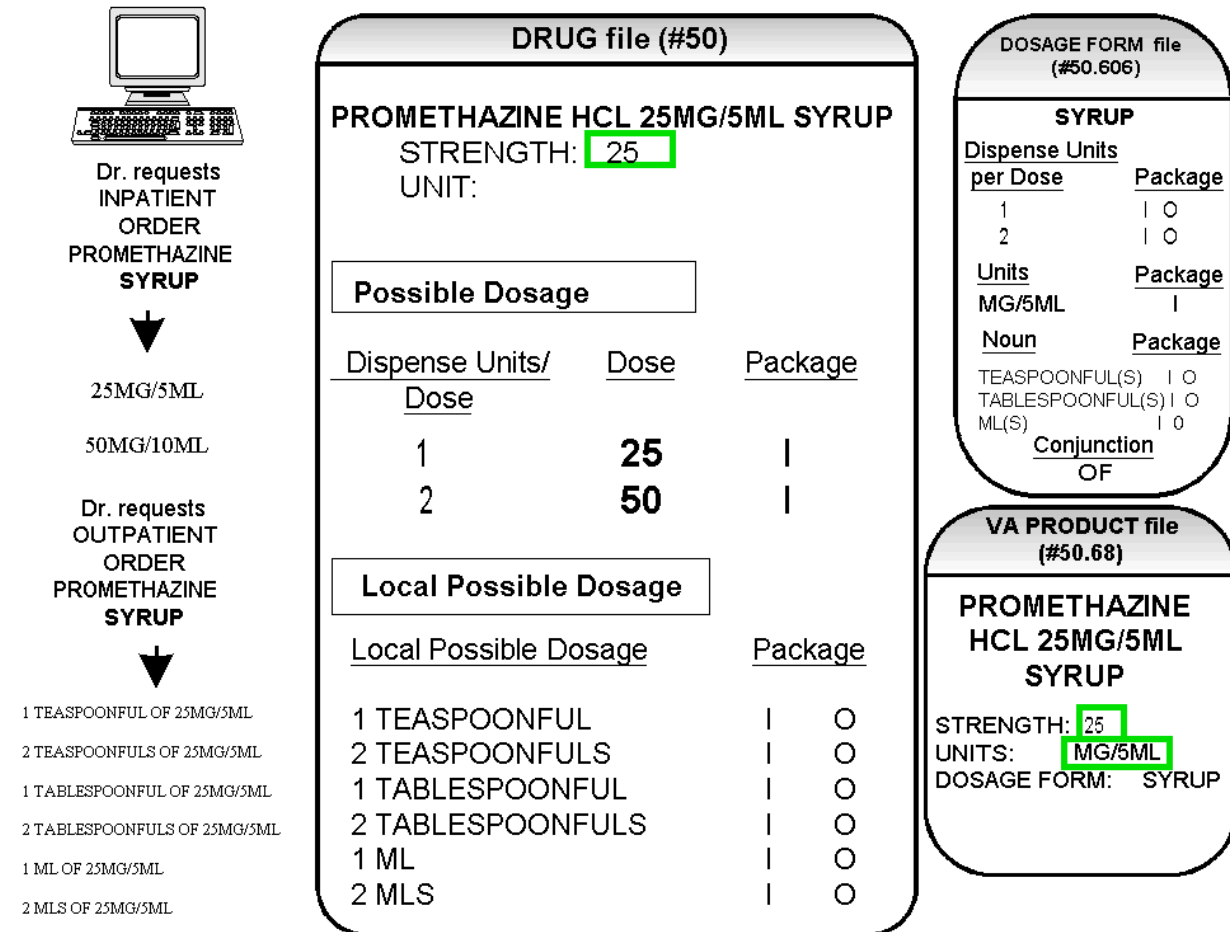 Dr. requests
INPATIENT
ORDER
PROMETHAZINE
SYRUP
25MG/5ML
50MG/10ML
Dr. requests
OUTPATIENT
ORDER
PROMETHAZINE
SYRUP
1 TEASPOONFUL OF 25MG/5ML
2 TEASPOONFULS OF 25MG/5ML
1 TABLESPOONFUL OF 25MG/5ML
2 TABLESPOONFULS OF 25MG/5ML
1 ML OF 25MG/5ML
2 MLS OF 25MG/5ML
DRUG file (#50)
PROMETHAZINE HCL 25MG/5ML SYRUP
STRENGTH: 25
UNIT:
Possible Dosage
Dispense Units/ Dose Package
Dose
1 25 I
2 50 I
Local Possible Dosage
Local Possible Dosage Package
1 TEASPOONFUL I O
2 TEASPOONFULS I O
1 TABLESPOONFUL I O
2 TABLESPOONFULS I O
1 ML I O
2 MLS I O
DOSAGE FORM file
(#50.606)
SYRUP
Dispense Units
per Dose Package
1 I O
2 I O
Units Package
MG/5ML I
Noun Package
TEASPOONFUL(S) I O
TABLESPOONFUL(S) I O
ML(S) I 0
Conjunction
OF
VA PRODUCT file
(#50.68)
PROMETHAZINE
HCL 25MG/5ML
SYRUP
STRENGTH: 25
UNITS: MG/5ML
DOSAGE FORM: SYRUP